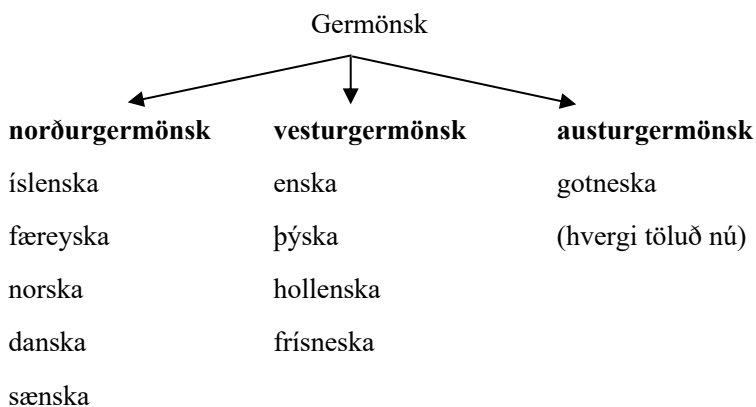 Germönsk
norðurgermönsk vesturgermönsk austurgermönsk
íslenska enska gotneska
færeyska þýska (hvergi töluð nú)
norska hollenska
danska frísneska
sænska